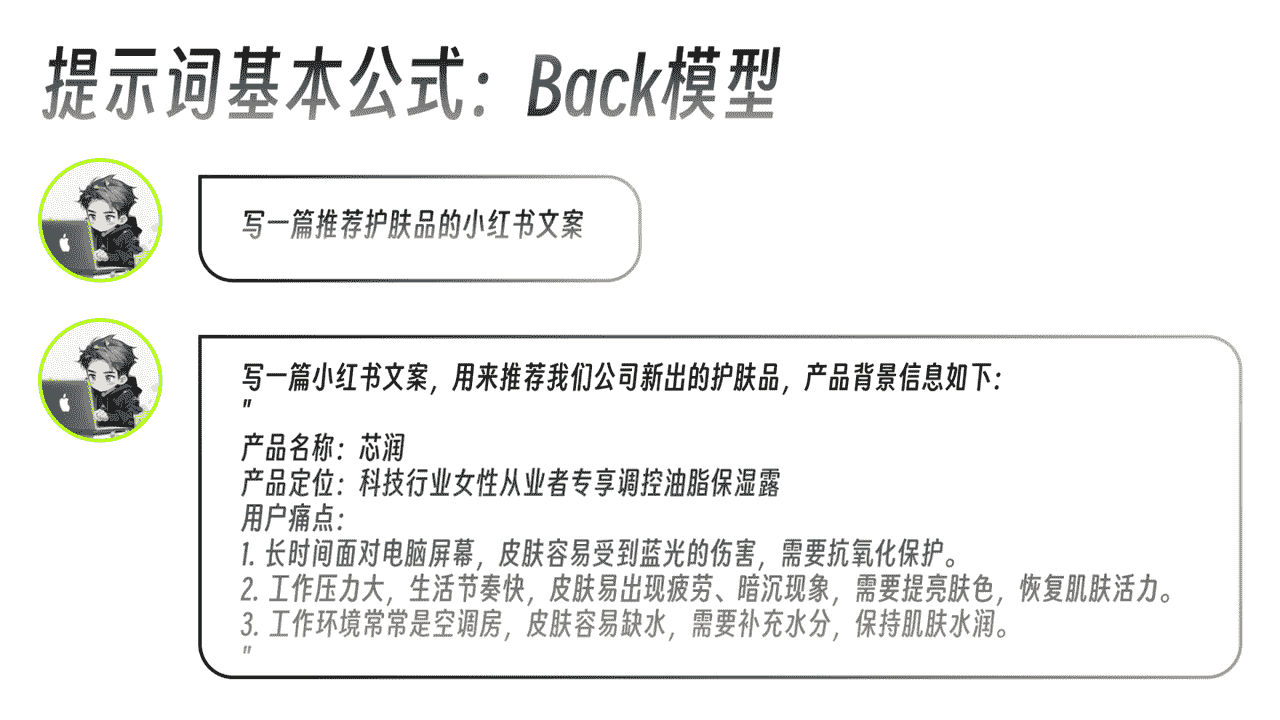 提示词基本公式：Back模型
写一篇推荐护肤品的小红书文案
写一篇小红书文案，用来推荐我们公司新出的护肤品，产品背景信息如下：
"
产品名称：芯润
产品定位：科技行业女性从业者专享调控油脂保湿露
用户痛点：
1. 长时间面对电脑屏幕，皮肤容易受到蓝光的伤害，需要抗氧化保护。
2. 工作压力大，生活节奏快，皮肤易出现疲劳、暗沉现象，需要提亮肤色，恢复肌肤活力。
3. 工作环境常常是空调房，皮肤容易缺水，需要补充水分，保持肌肤水润。
"